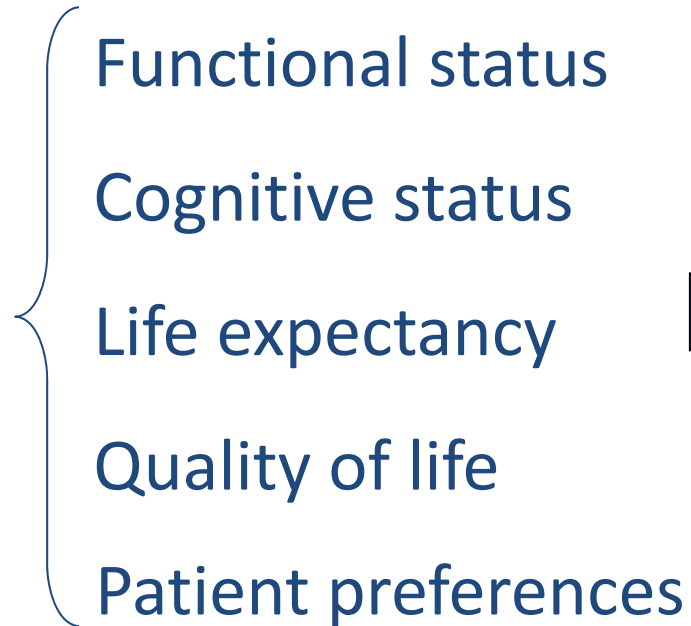 Functional status
Cognitive status
Life expectancy
Quality of life
Patient preferences